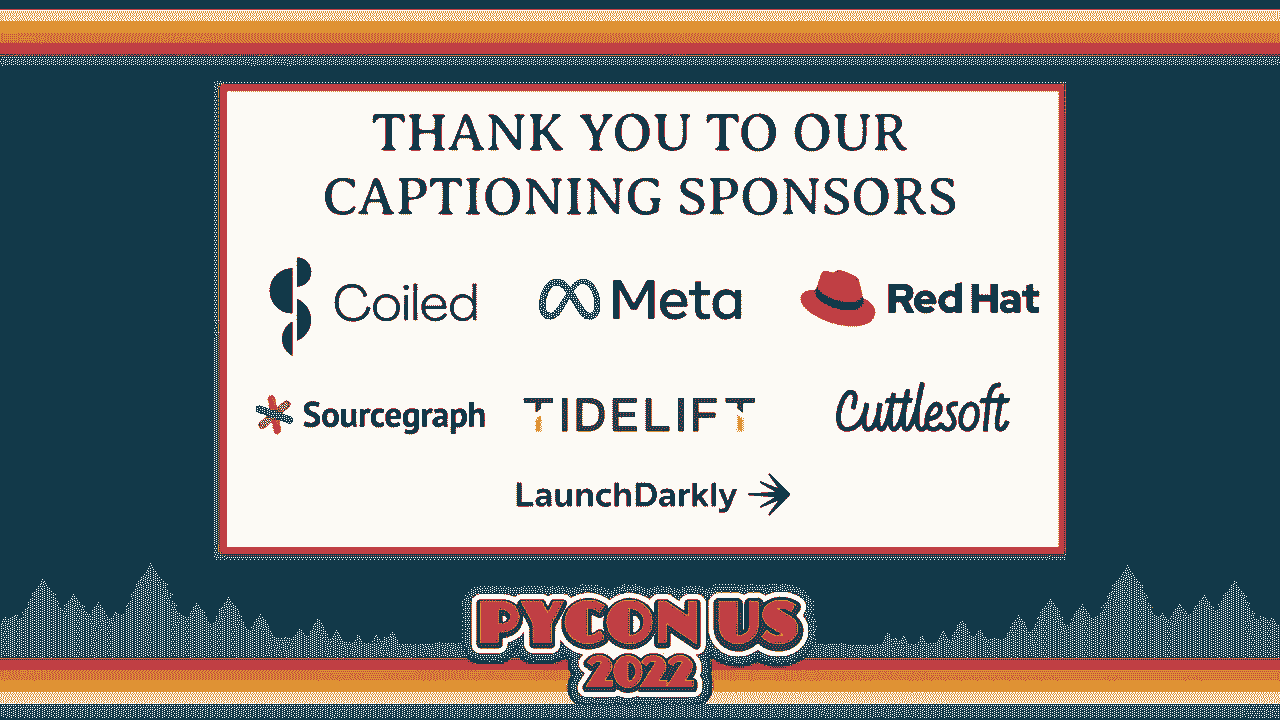 THANK YOU TO OUR
CAPTIONING SPONSORS
Coiled
Meta
Red Hat
Sourcegraph
TIDELIFT
Cuttlesoft
LaunchDarkly
PYCON US
2022